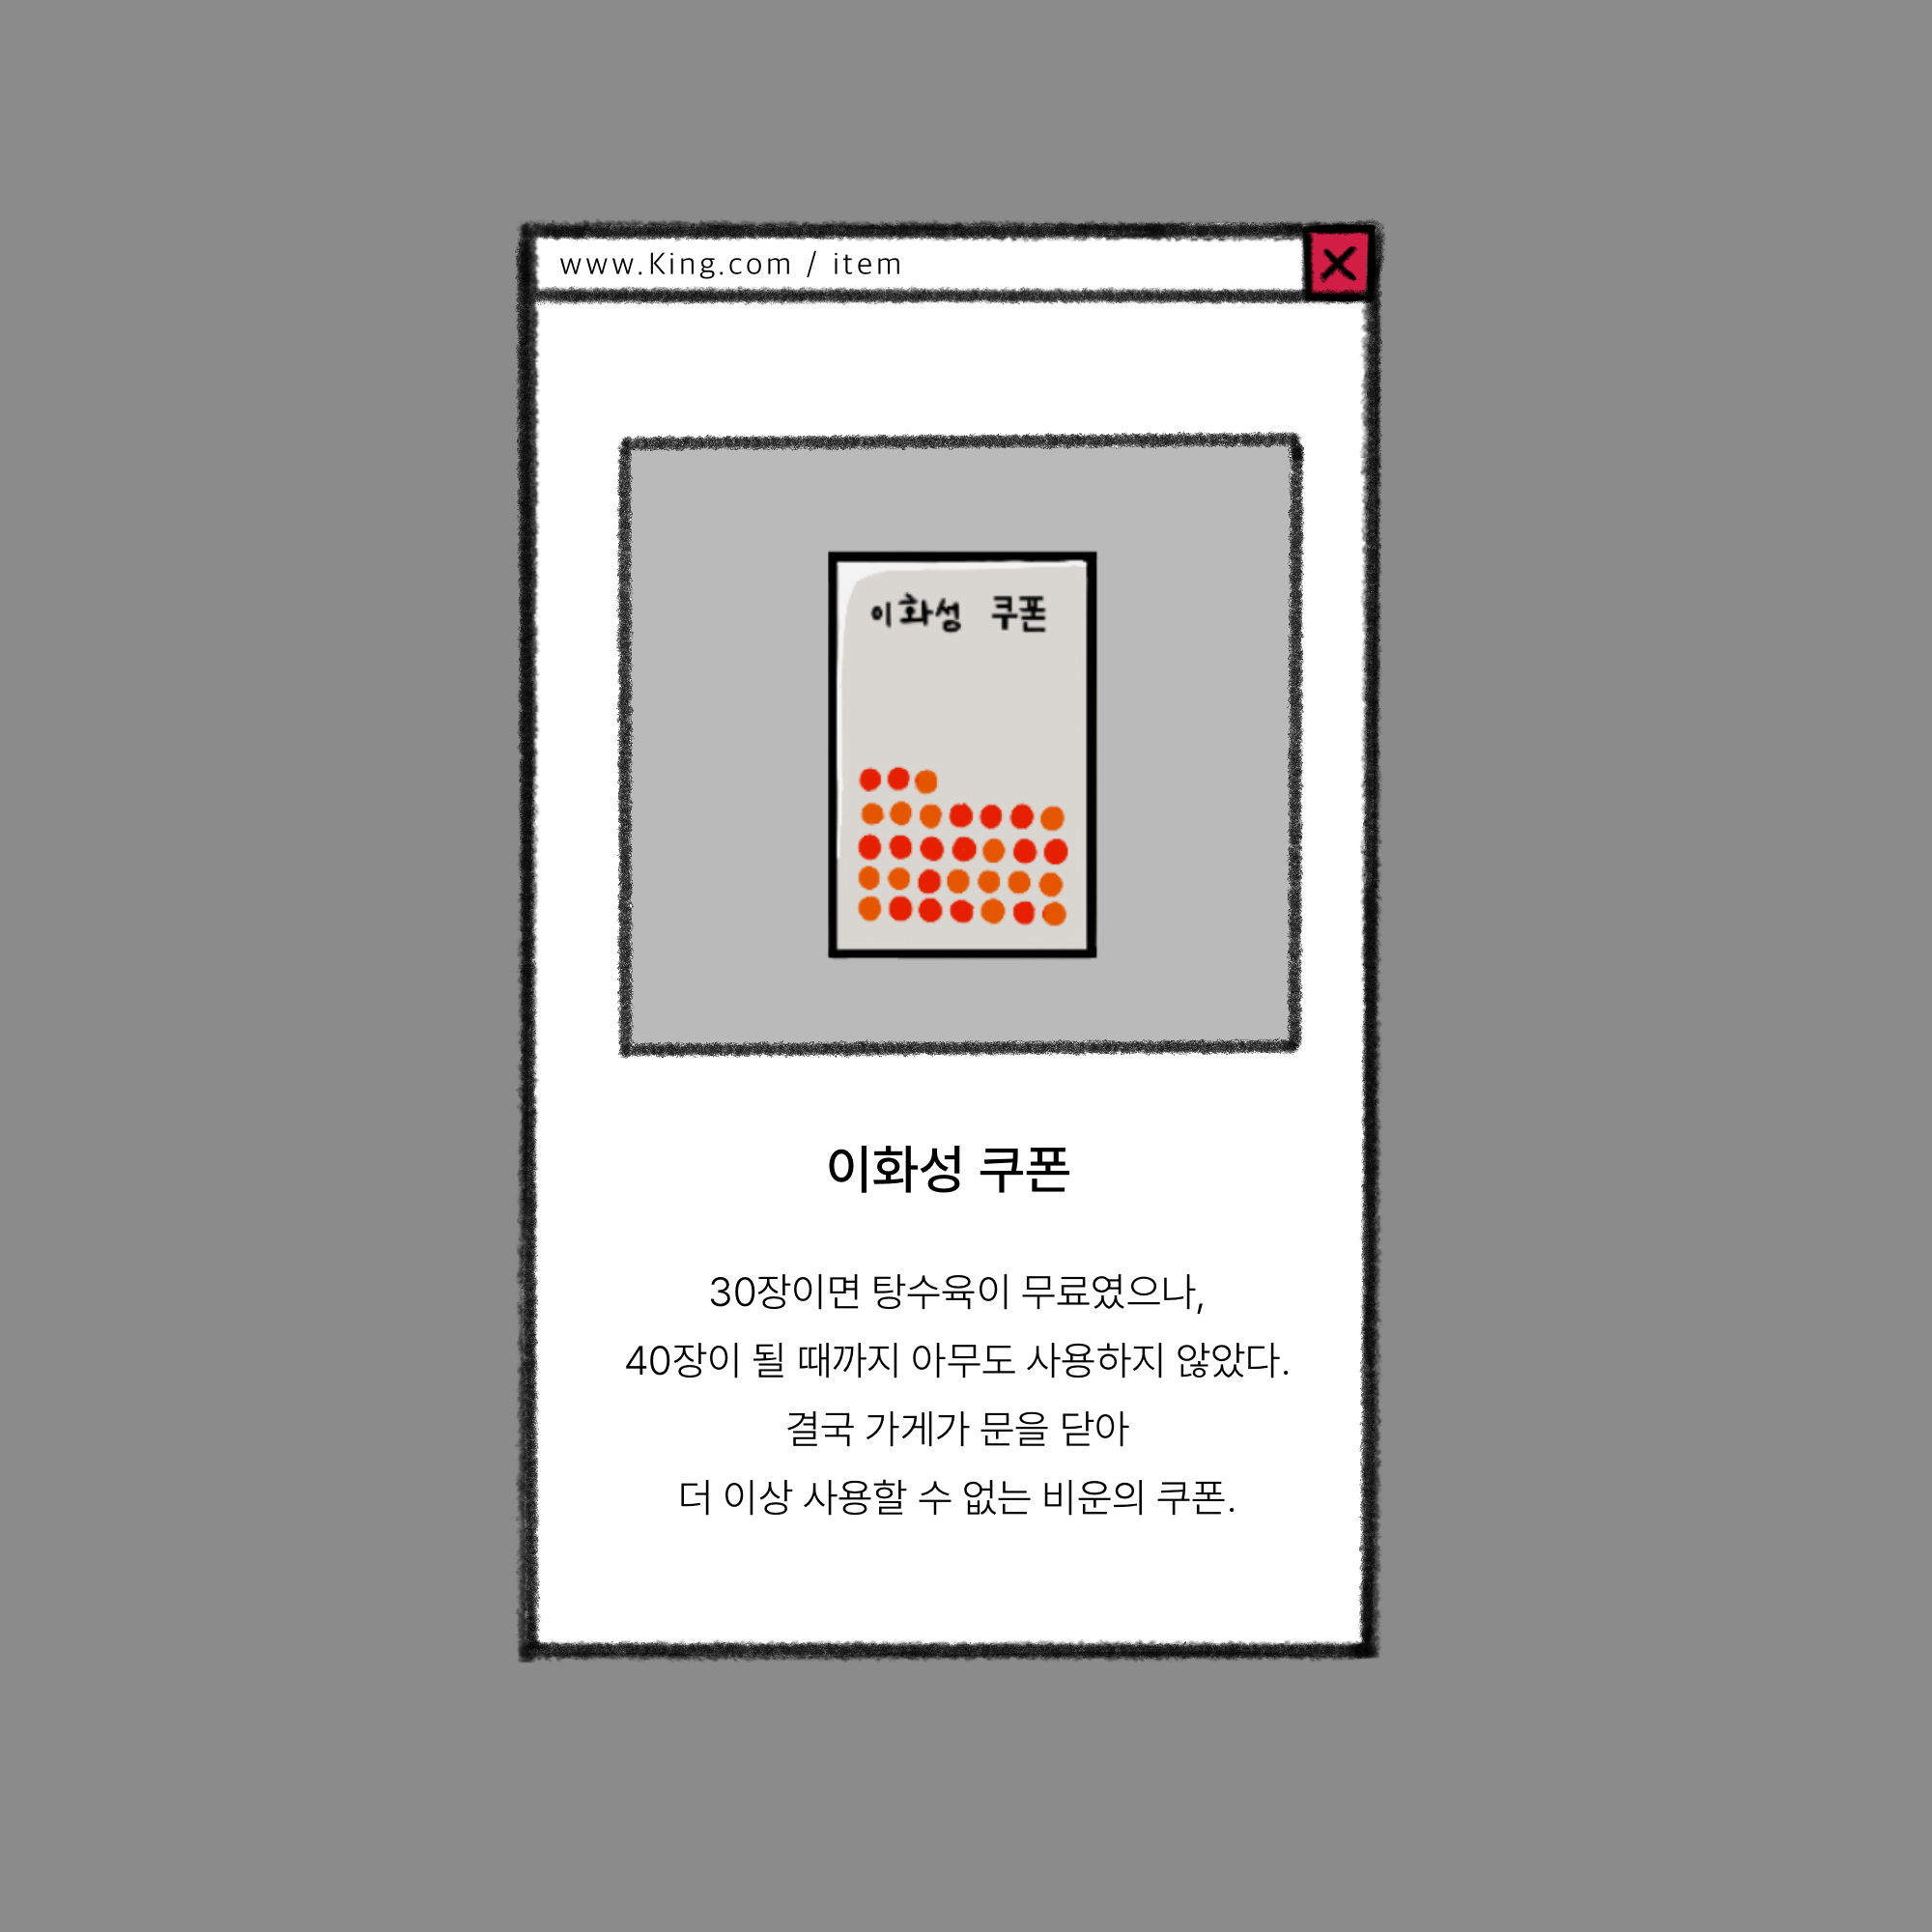 www.King.com / item
이화성 쿠폰
이화성 쿠폰
30장이면 탕수육이 무료였으나,
40장이 될 때까지 아무도 사용하지 않았다.
결국 가게가 문을 닫아
더 이상 사용할 수 없는 비운의 쿠폰.